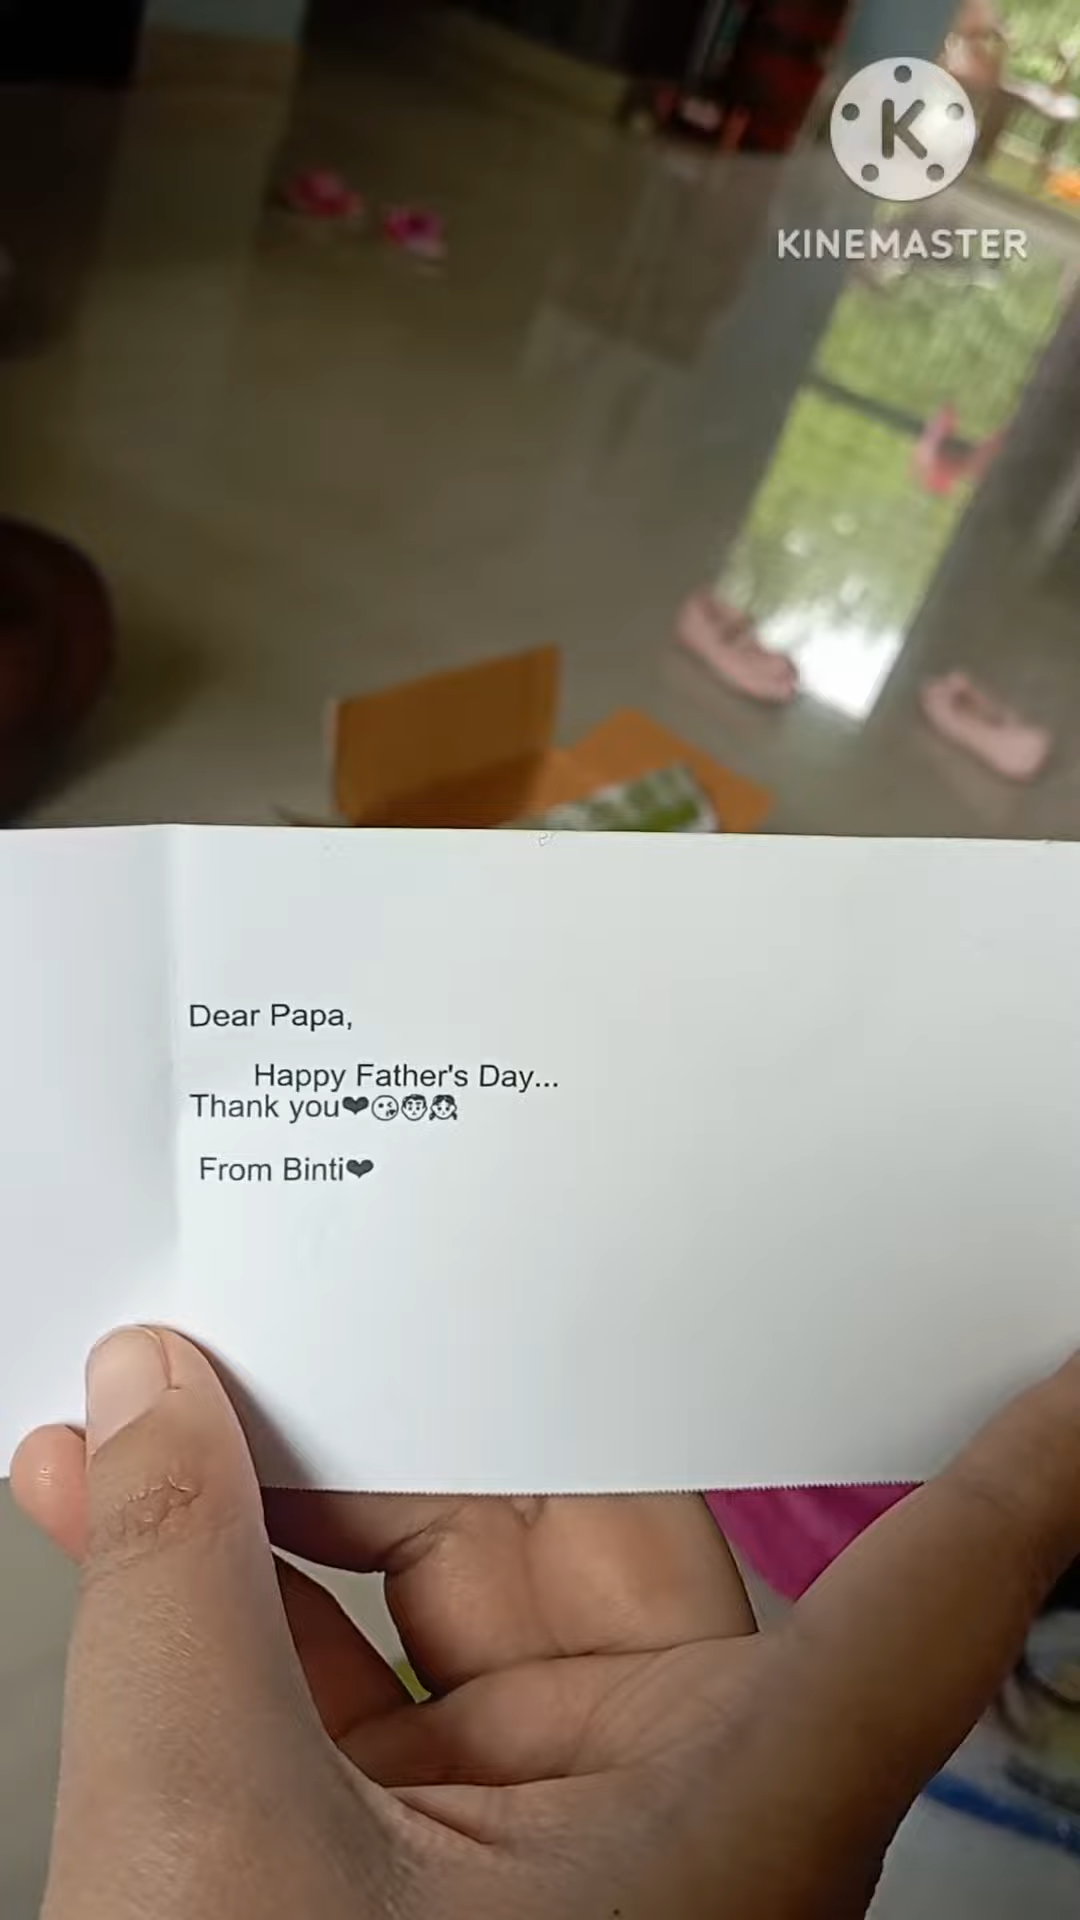 K
KINEMASTER
Dear Papa,
Happy Father's Day...
Thank you❤😘👨👧
From Binti❤